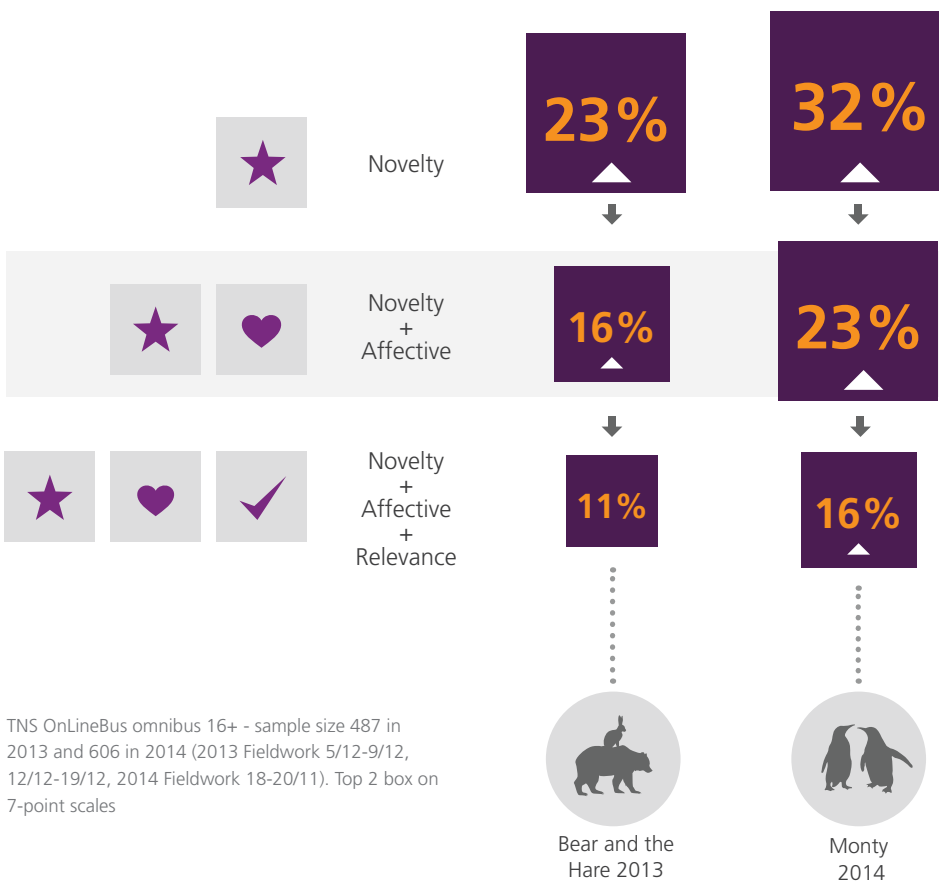 23%
32%
Novelty
Novelty
+
Affective
16%
23%
Novelty
+
Affective
+
Relevance
11%
16%
TNS OnLineBus omnibus 16+ - sample size 487 in
2013 and 606 in 2014 (2013 Fieldwork 5/12-9/12,
12/12-19/12, 2014 Fieldwork 18-20/11). Top 2 box on
7-point scales
Bear and the
Hare 2013
Monty
2014